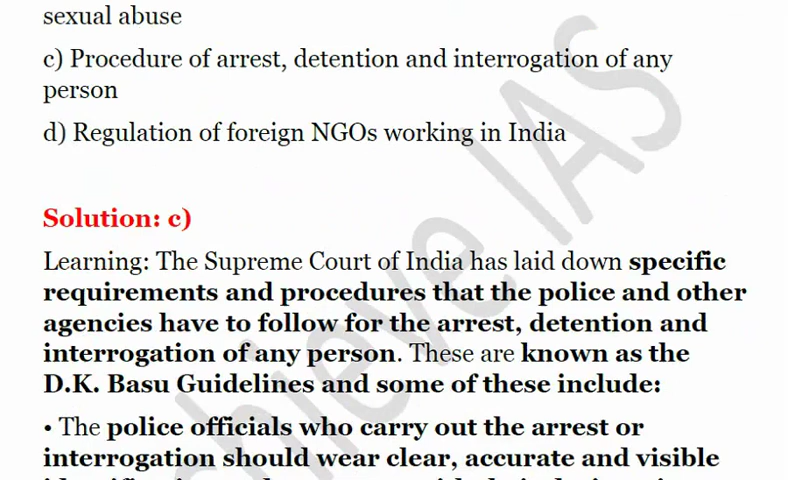 sexual abuse
c) Procedure of arrest, detention and interrogation of any
person
d) Regulation of foreign NGOs working in India
Solution: c)
Learning: The Supreme Court of India has laid down specific
requirements and procedures that the police and other
agencies have to follow for the arrest, detention and
interrogation of any person. These are known as the
D.K. Basu Guidelines and some of these include:
• The police officials who carry out the arrest or
interrogation should wear clear, accurate and visible
chieve IAS